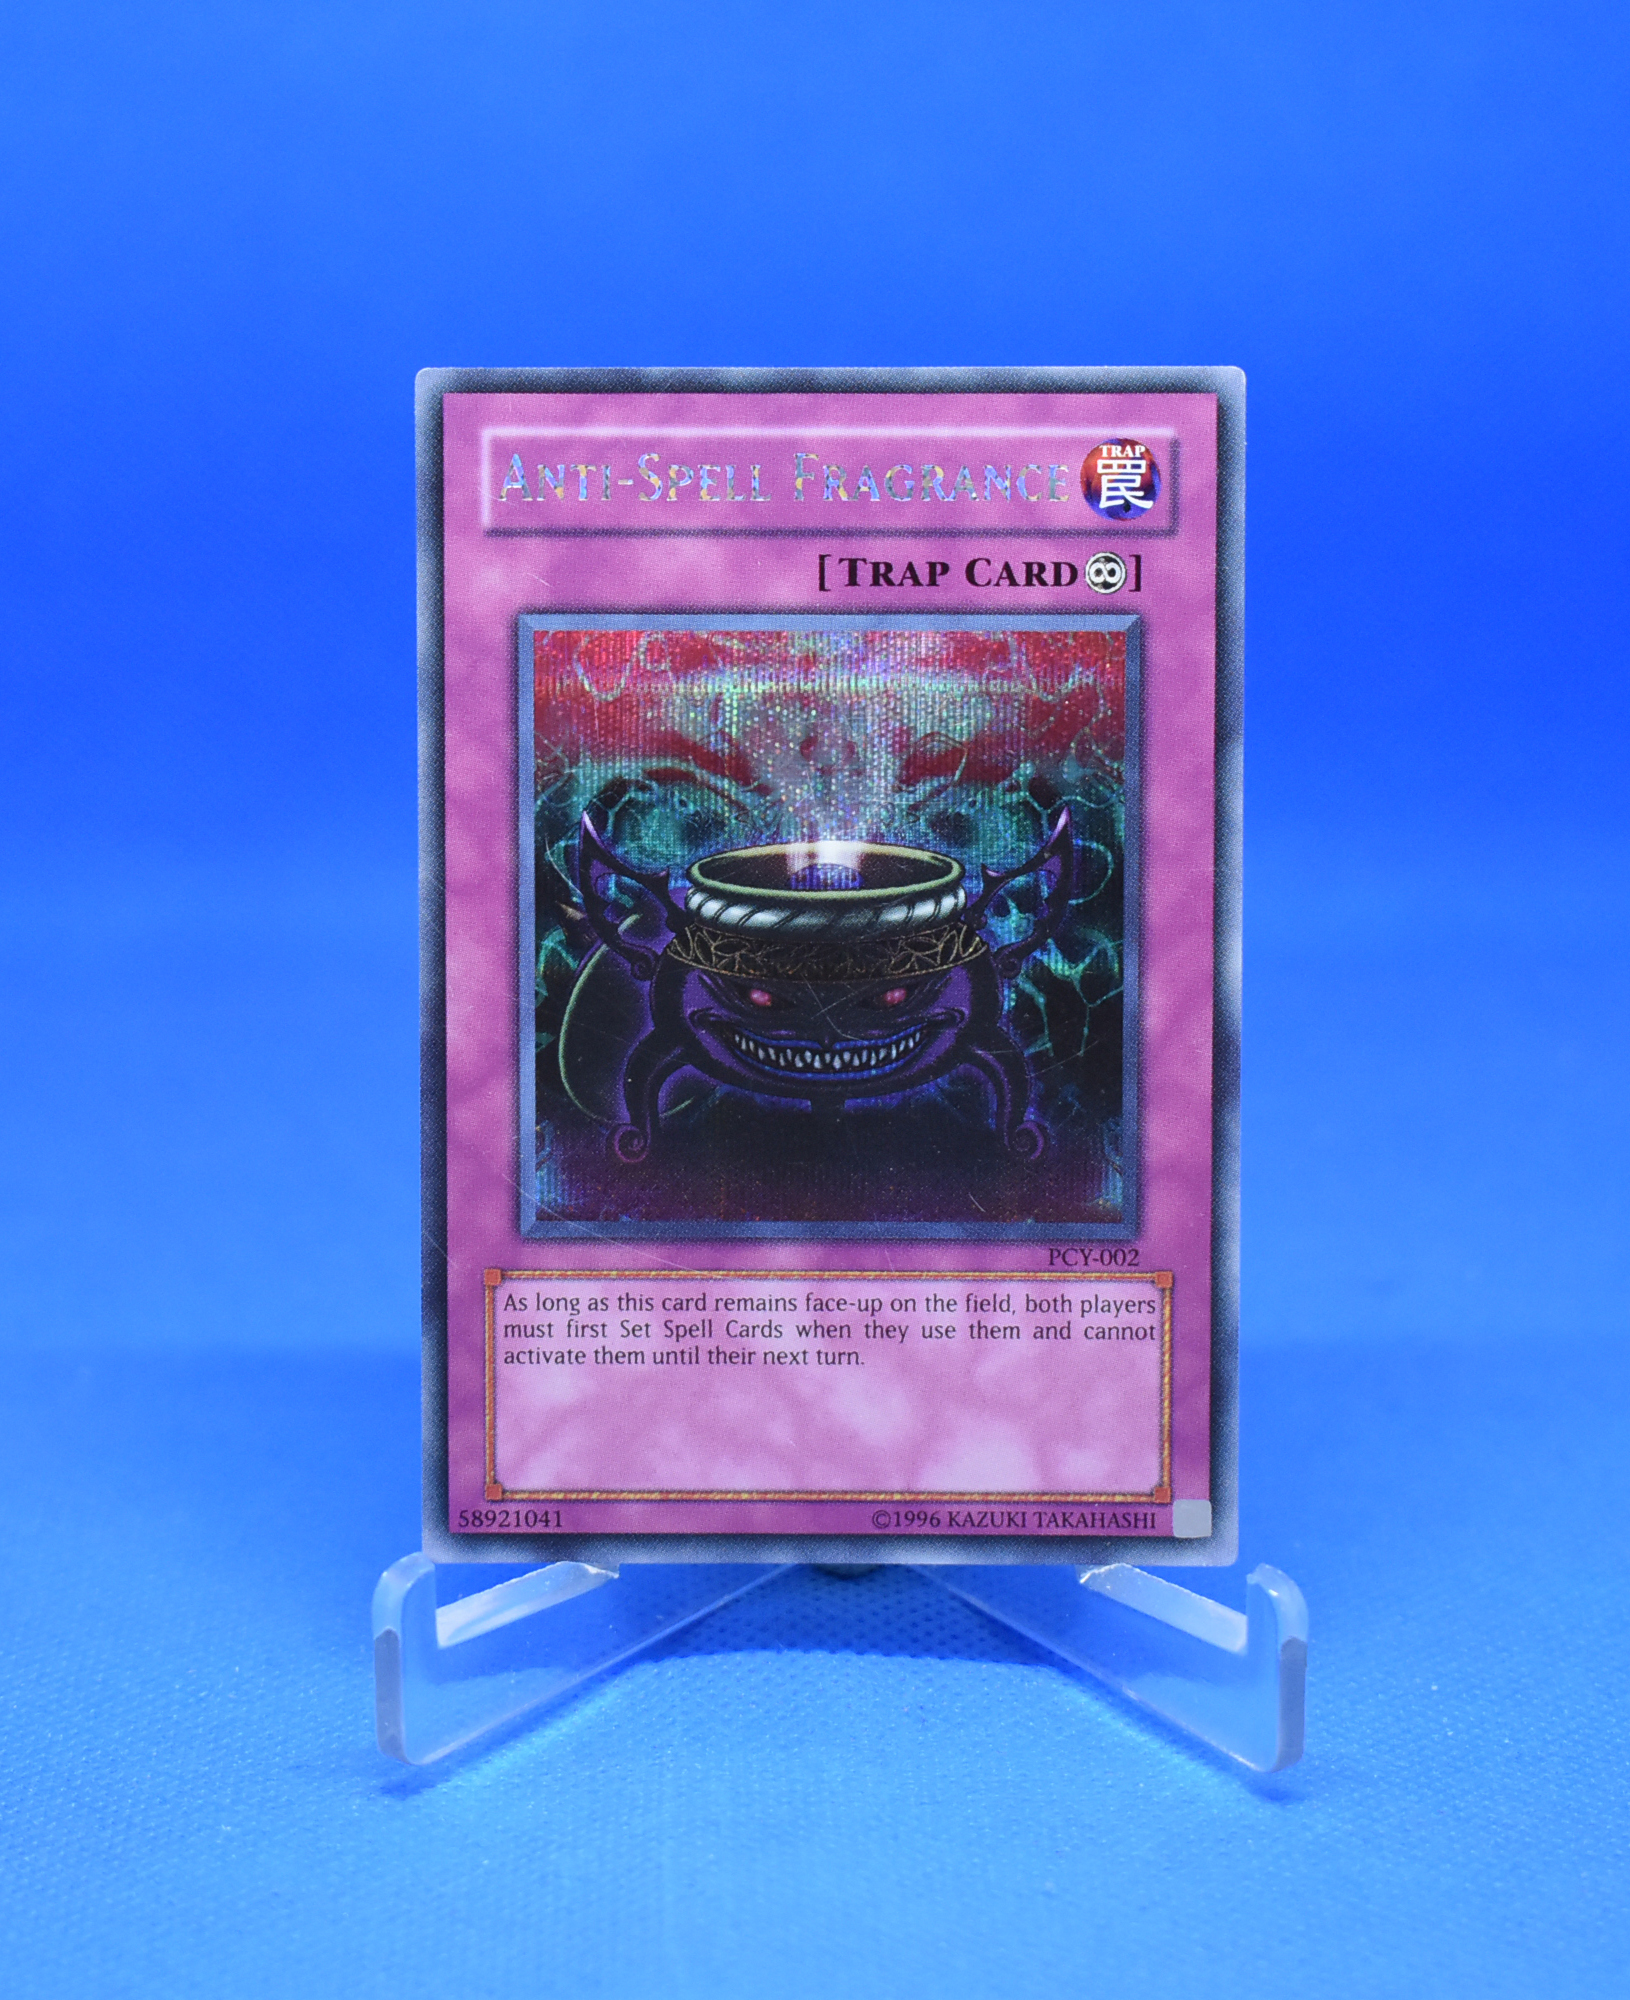 ANTI-SPELL FRAGRANCE
TRAP
罠
[TRAP CARD∞]
PCY-002
As long as this card remains face-up on the field, both players
must first Set Spell Cards when they use them and cannot
activate them until their next turn.
58921041
©1996 KAZUKI TAKAHASHI